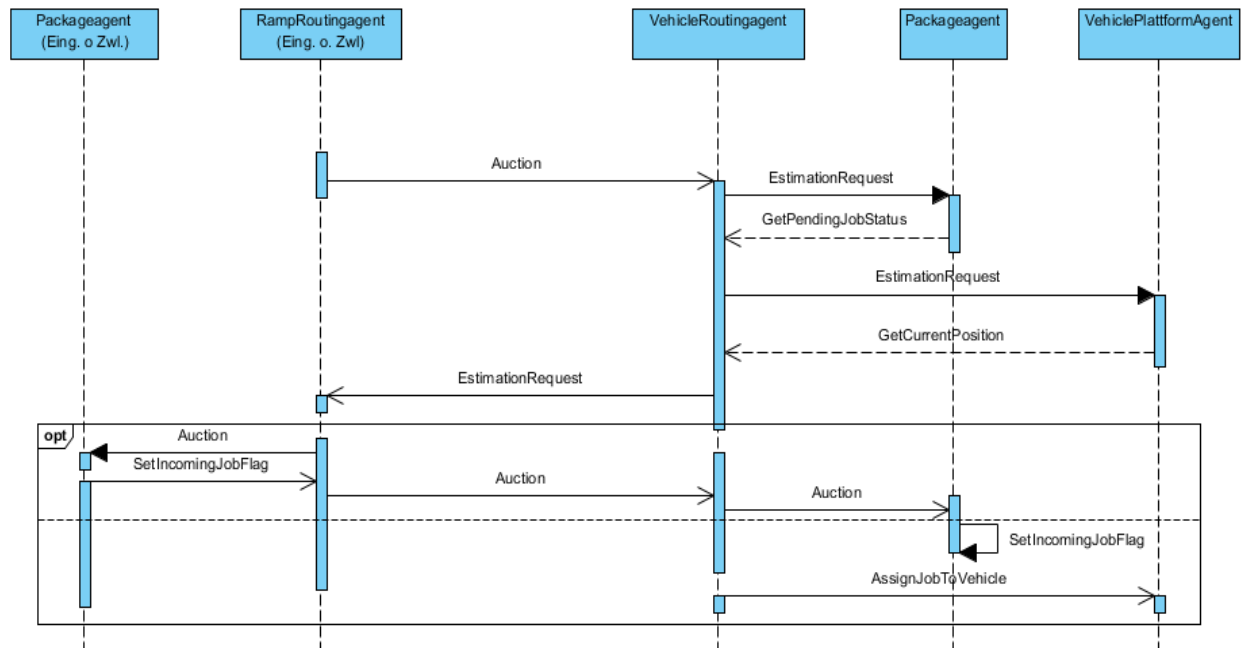 Packageagent
(Eing. o Zwl.)
RampRoutingagent
(Eing. o. Zwl)
VehicleRoutingagent
Packageagent
VehiclePlattformAgent
Auction
EstimationRequest
GetPendingJobStatus
EstimationRequest
GetCurrentPosition
EstimationRequest
opt
Auction
SetIncomingJobFlag
Auction
Auction
SetIncomingJobFlag
AssignJobToVehicle